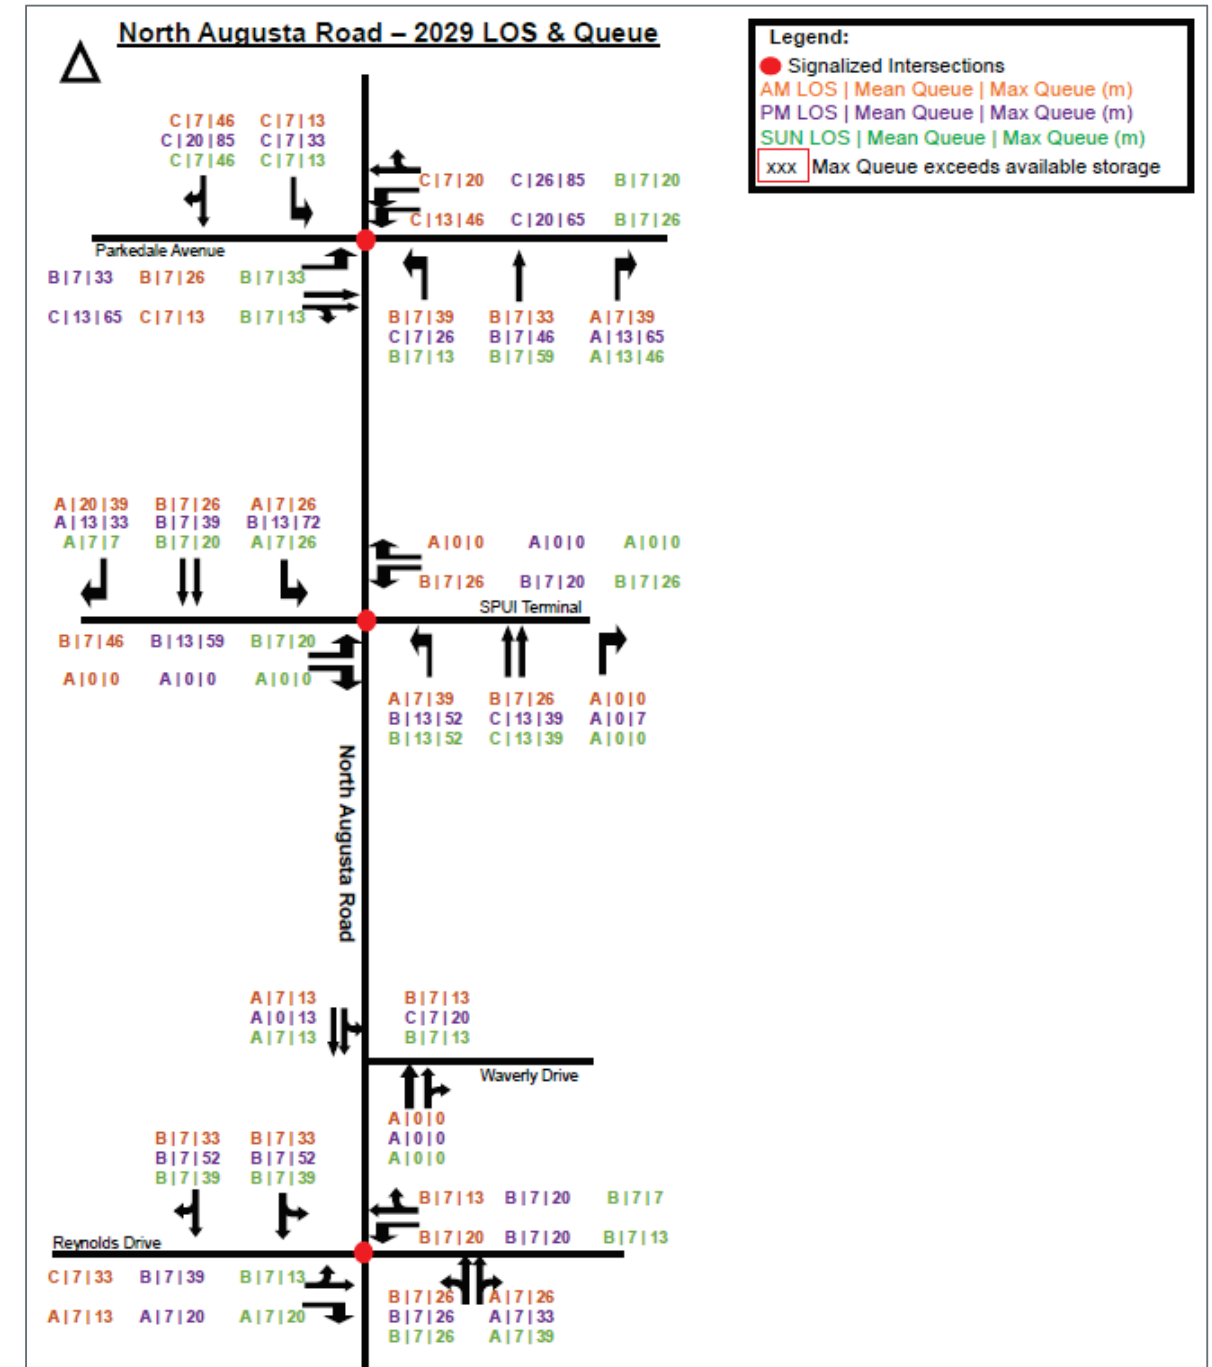 North Augusta Road – 2029 LOS & Queue
Legend:
Signalized Intersections
AM LOS | Mean Queue | Max Queue (m)
PM LOS | Mean Queue | Max Queue (m)
SUN LOS | Mean Queue | Max Queue (m)
xxx Max Queue exceeds available storage
C | 7 | 46 C | 7 | 13
C | 20 | 85 C | 7 | 33
C | 7 | 46 C | 7 | 13
C | 7 | 20 C | 26 | 85 B | 7 | 20
C | 13 | 46 C | 20 | 65 B | 7 | 26
Parkedale Avenue
B | 7 | 33 B | 7 | 26 B | 7 | 33
C | 13 | 65 C | 7 | 13 B | 7 | 13
B | 7 | 39 B | 7 | 33 A | 7 | 39
C | 7 | 26 B | 7 | 46 A | 13 | 65
B | 7 | 13 B | 7 | 59 A | 13 | 46
A | 20 | 39 B | 7 | 26 A | 7 | 26
A | 13 | 33 B | 7 | 39 B | 13 | 72
A | 7 | 7 B | 7 | 20 A | 7 | 26
A | 0 | 0 A | 0 | 0 A | 0 | 0
B | 7 | 26 B | 7 | 20 B | 7 | 26
SPUI Terminal
B | 7 | 46 B | 13 | 59 B | 7 | 20
A | 0 | 0 A | 0 | 0 A | 0 | 0
A | 7 | 39 B | 7 | 26 A | 0 | 0
B | 13 | 52 C | 13 | 39 A | 0 | 7
B | 13 | 52 C | 13 | 39 A | 0 | 0
North Augusta Road
A | 7 | 13 B | 7 | 13
A | 0 | 13 C | 7 | 20
A | 7 | 13 B | 7 | 13
Waverly Drive
A | 0 | 0
A | 0 | 0
A | 0 | 0
B | 7 | 33 B | 7 | 33
B | 7 | 52 B | 7 | 52
B | 7 | 39 B | 7 | 39
B | 7 | 13 B | 7 | 20 B | 7 | 7
B | 7 | 20 B | 7 | 20 B | 7 | 13
Reynolds Drive
C | 7 | 33 B | 7 | 39 B | 7 | 13
A | 7 | 13 A | 7 | 20 A | 7 | 20
B | 7 | 26 A | 7 | 26
B | 7 | 26 A | 7 | 33
B | 7 | 26 A | 7 | 39